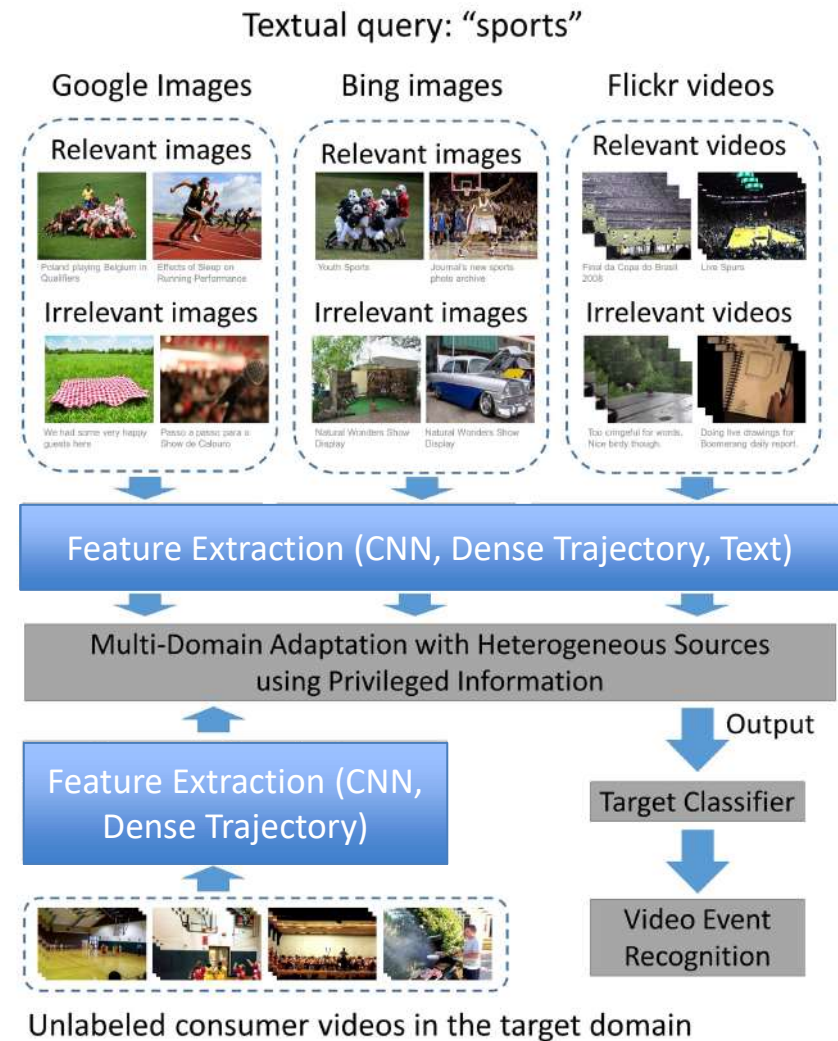 Textual query: “sports”
Google Images
Bing images
Flickr videos
Relevant images
Poland playing Belgium in
Qualifiers
Effects of Sleep on
Running Performance
Irrelevant images
We had some very happy
guests here
Passo a passo para a
Show de Calouro
Relevant images
Youth Sports
Journal's new sports
photo archive
Irrelevant images
Natural Wonders Show
Display
Natural Wonders Show
Display
Relevant videos
Final da Copa do Brasil
2008
Live Spurs
Irrelevant videos
Too cringeful for words.
Nice birdy though.
Doing live drawings for
Boomerang daily report.
Feature Extraction (CNN, Dense Trajectory, Text)
Multi-Domain Adaptation with Heterogeneous Sources
using Privileged Information
Output
Feature Extraction (CNN,
Dense Trajectory)
Target Classifier
Video Event
Recognition
Unlabeled consumer videos in the target domain